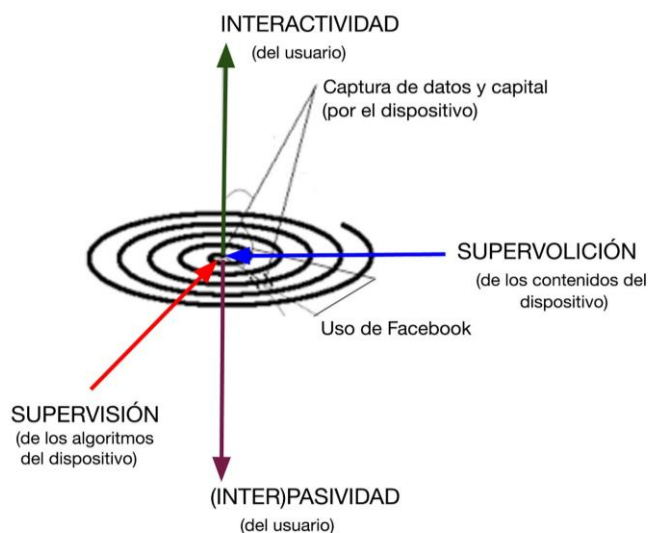 INTERACTIVIDAD
(del usuario)
Captura de datos y capital
(por el dispositivo)
SUPERVOLICIÓN
(de los contenidos del
dispositivo)
Uso de Facebook
SUPERVISIÓN
(de los algoritmos
del dispositivo)
(INTER)PASIVIDAD
(del usuario)